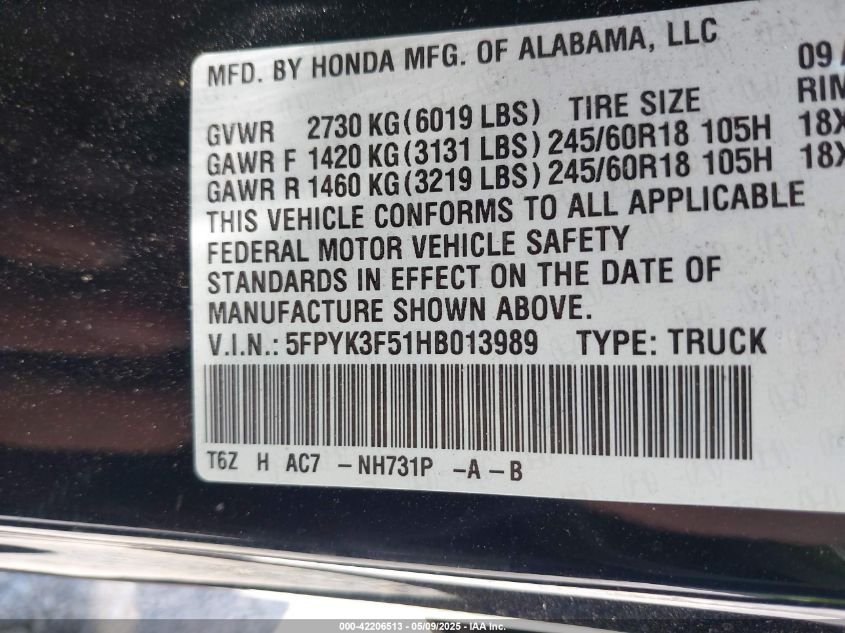 MFD. BY HONDA MFG. OF ALABAMA, LLC 09
GVWR 2730 KG (6019 LBS) TIRE SIZE RIM
GAWR F 1420 KG (3131 LBS) 245/60R18 105H 18X
GAWR R 1460 KG (3219 LBS) 245/60R18 105H 18X
THIS VEHICLE CONFORMS TO ALL APPLICABLE
FEDERAL MOTOR VEHICLE SAFETY
STANDARDS IN EFFECT ON THE DATE OF
MANUFACTURE SHOWN ABOVE.
V.I.N.: 5FPYK3F51HB013989 TYPE: TRUCK
T6Z H AC7 -NH731P -A -B
000-42206513 - 05/09/2025 - IAA Inc.